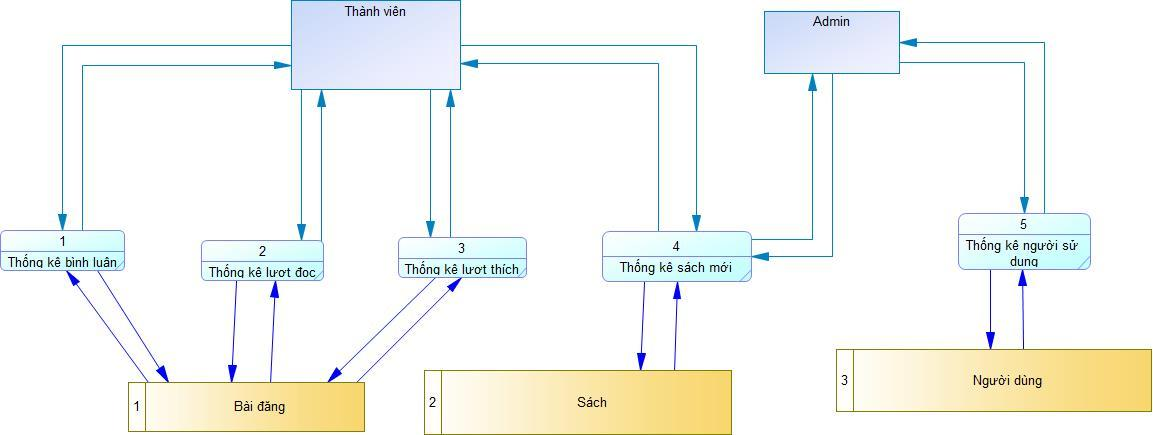 Thành viên
Admin
1
Thống kê bình luận
2
Thống kê lượt đọc
3
Thống kê lượt thích
4
Thống kê sách mới
5
Thống kê người sử
dụng
1
Bài đăng
2
Sách
3
Người dùng